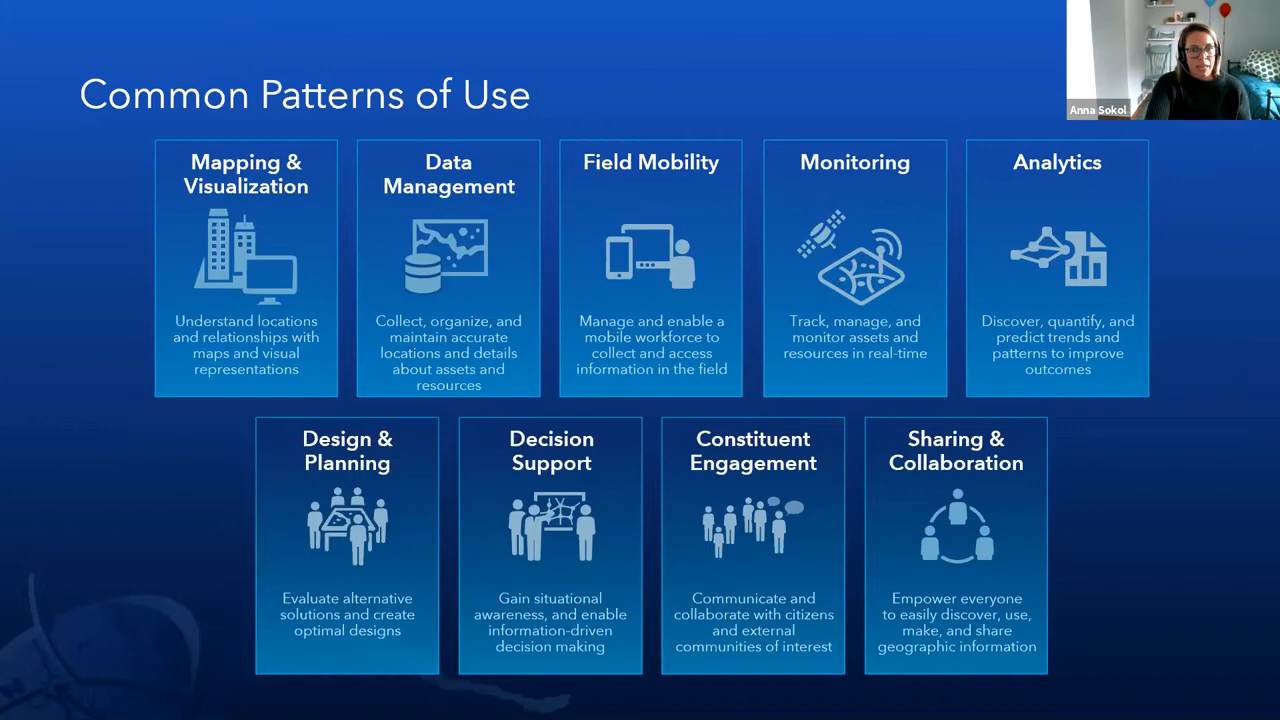 Common Patterns of Use
Anna Sokol
Mapping &
Visualization
Understand locations
and relationships with
maps and visual
representations
Data
Management
Collect, organize, and
maintain accurate
locations and details
about assets and
resources
Field Mobility
Manage and enable a
mobile workforce to
collect and access
information in the field
Monitoring
Track, manage, and
monitor assets and
resources in real-time
Analytics
Discover, quantify, and
predict trends and
patterns to improve
outcomes
Design &
Planning
Evaluate alternative
solutions and create
optimal designs
Decision
Support
Gain situational
awareness, and enable
information-driven
decision making
Constituent
Engagement
Communicate and
collaborate with citizens
and external
communities of interest
Sharing &
Collaboration
Empower everyone
to easily discover, use,
make, and share
geographic information